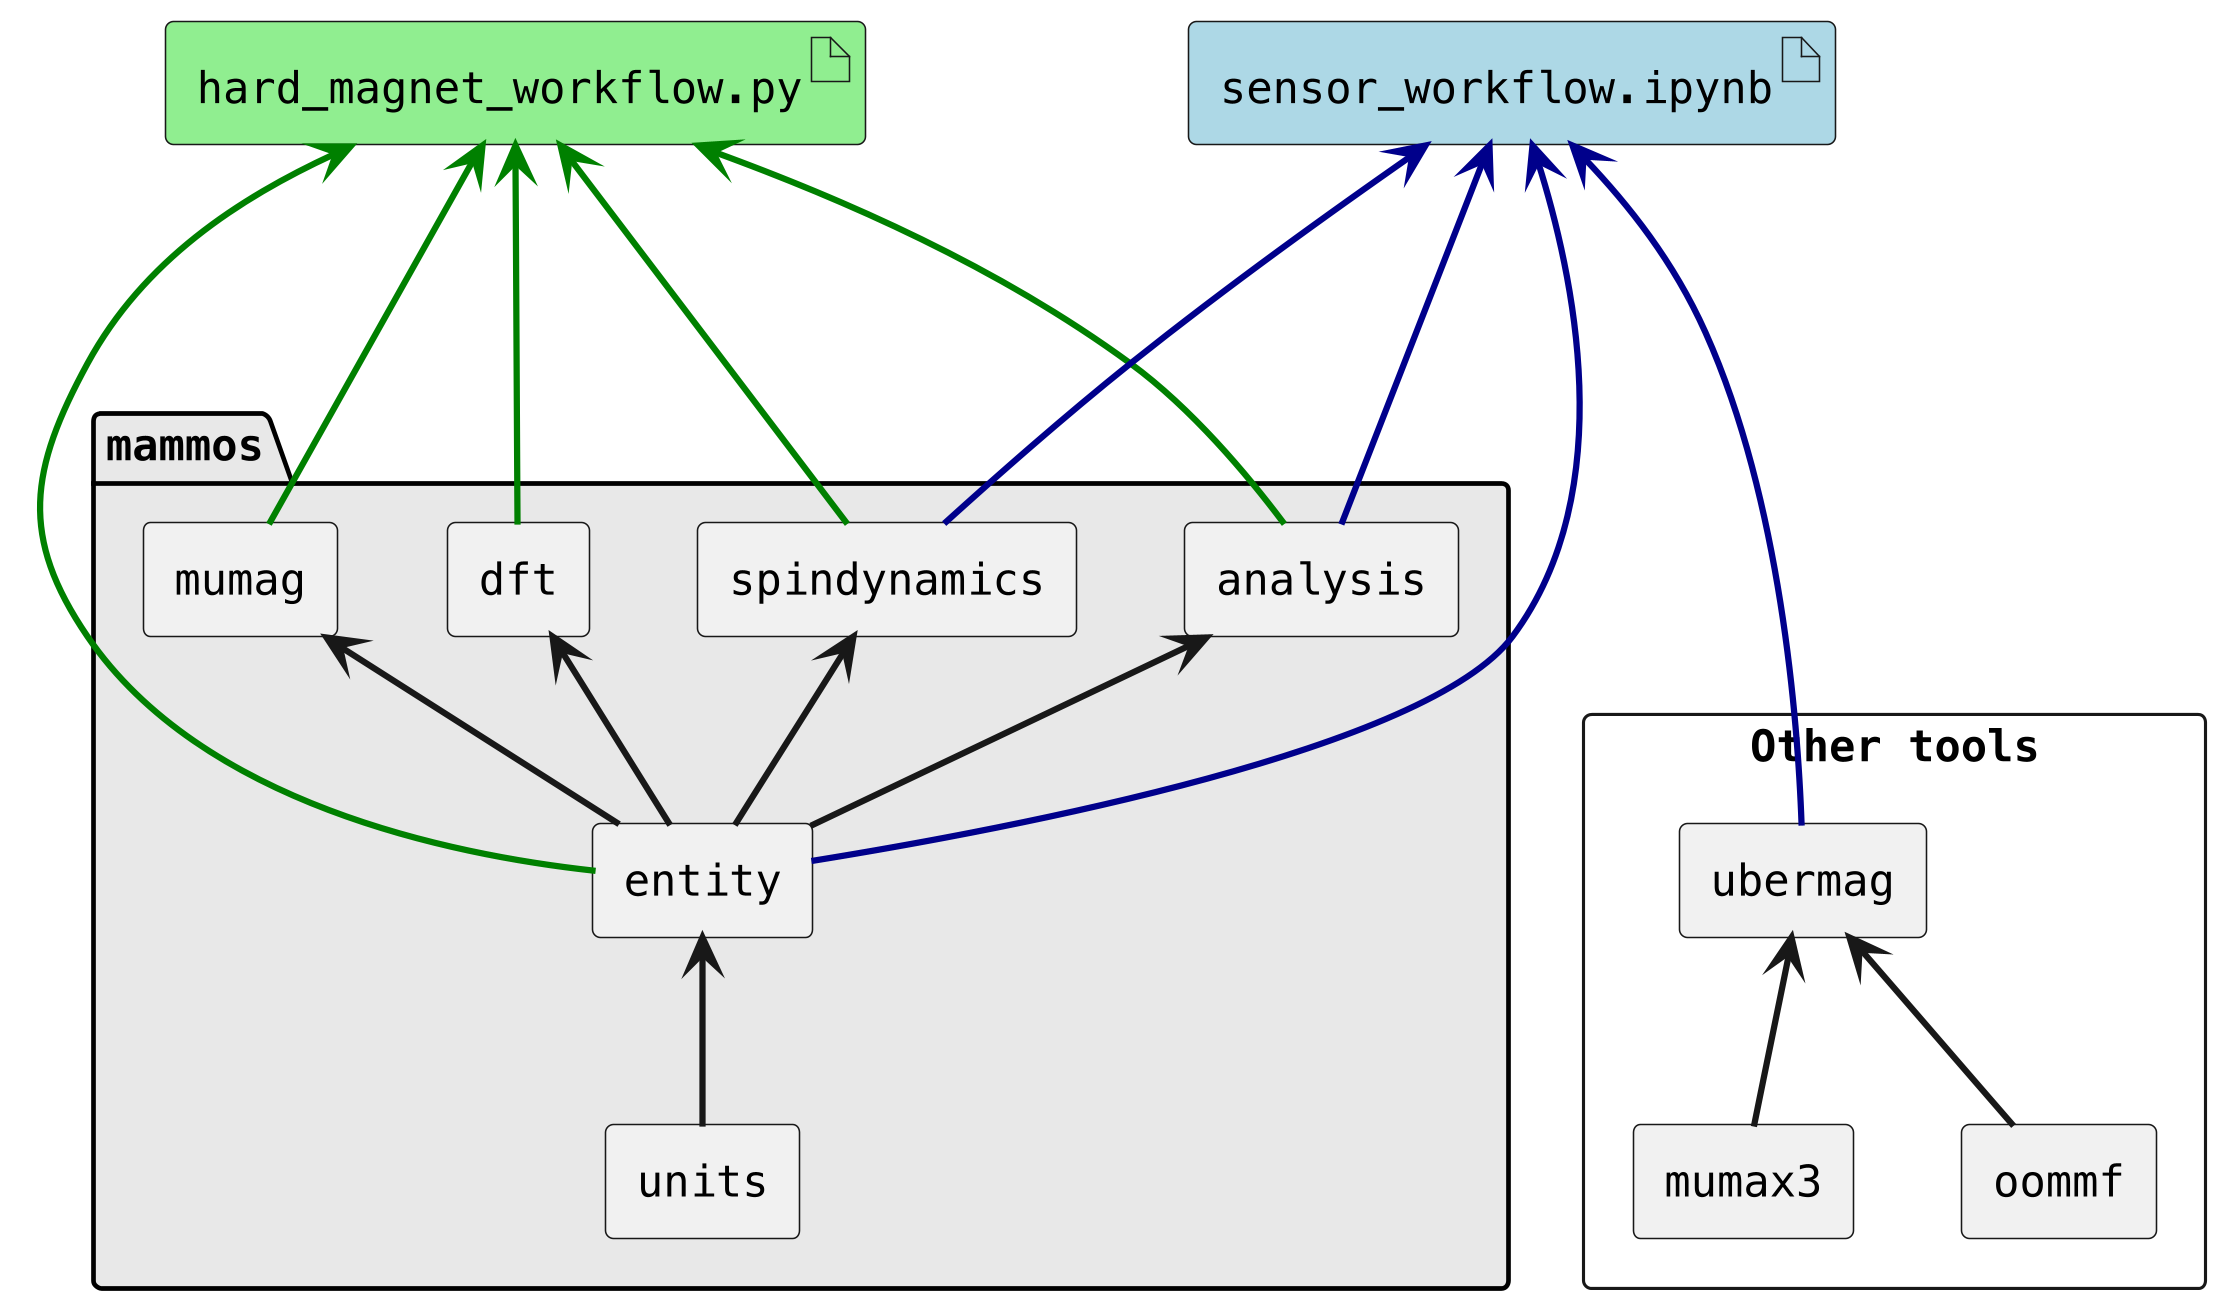 hard_magnet_workflow.py
sensor_workflow.ipynb
mammos
mumag
dft
spindynamics
analysis
Other tools
entity
ubermag
units
mumax3
oommf